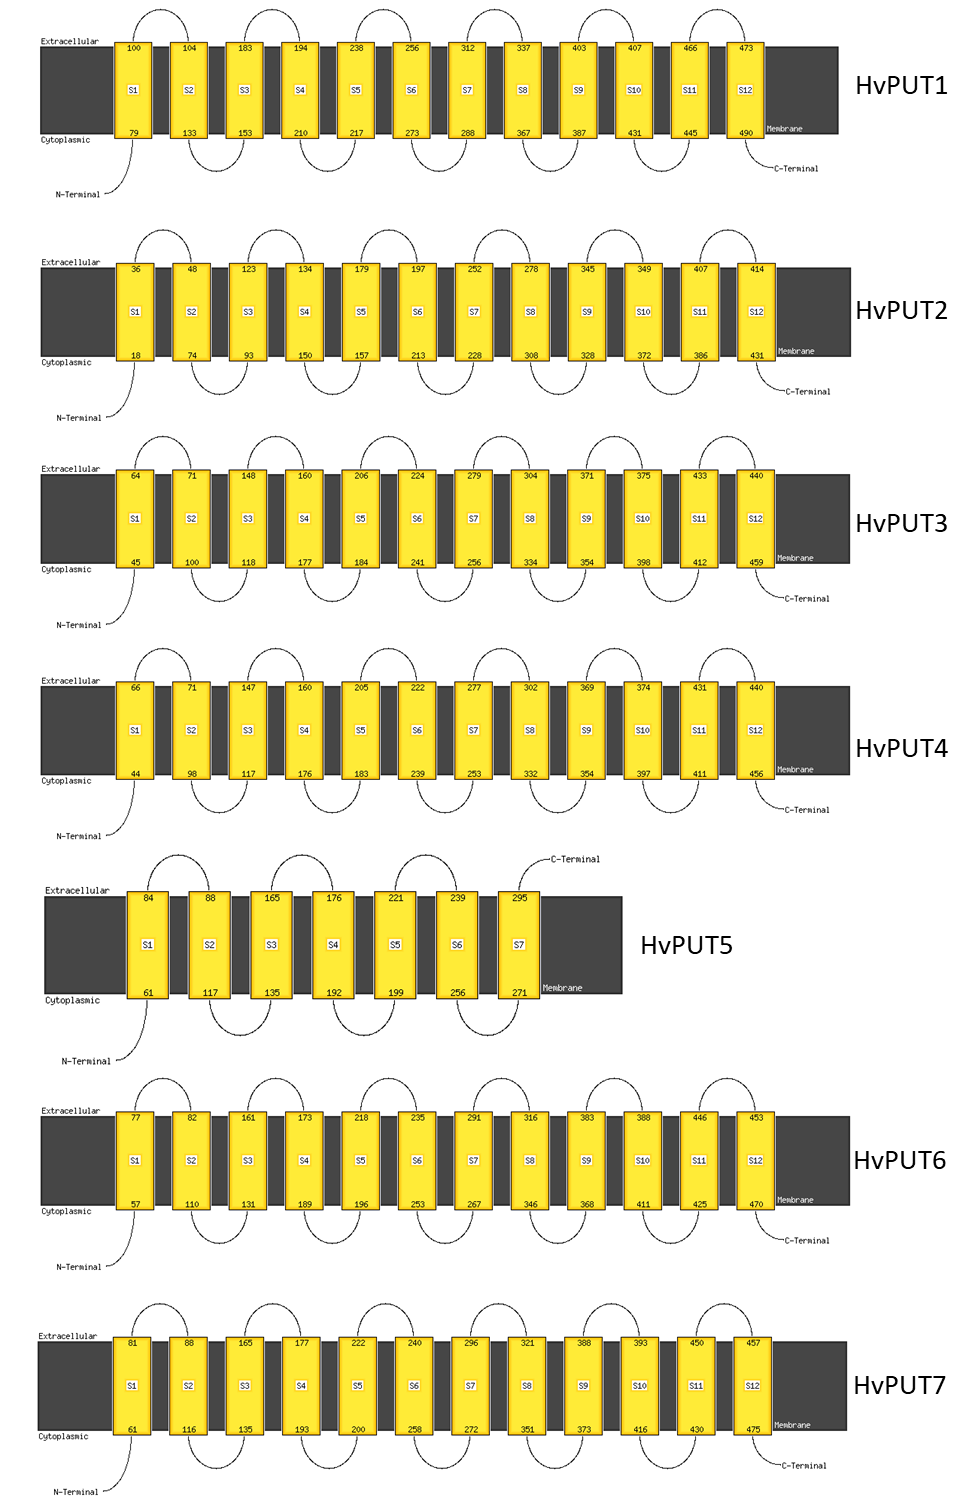 Extracellular
100 104 183 194 238 256 312 337 403 407 466 473
S1 S2 S3 S4 S5 S6 S7 S8 S9 S10 S11 S12
HvPUT1
79 133 153 210 217 273 288 367 387 431 445 490 Membrane
Cytoplasmic
C-Terminal
N-Terminal
Extracellular
36 48 123 134 179 197 252 278 345 349 407 414
S1 S2 S3 S4 S5 S6 S7 S8 S9 S10 S11 S12
HvPUT2
18 74 93 150 157 213 228 308 328 372 386 431 Membrane
Cytoplasmic
C-Terminal
N-Terminal
Extracellular
64 71 148 160 206 224 279 304 371 375 433 440
S1 S2 S3 S4 S5 S6 S7 S8 S9 S10 S11 S12
HvPUT3
45 100 118 177 184 241 256 334 354 398 412 459 Membrane
Cytoplasmic
C-Terminal
N-Terminal
Extracellular
66 71 147 160 205 222 277 302 369 374 431 440
S1 S2 S3 S4 S5 S6 S7 S8 S9 S10 S11 S12
HvPUT4
44 98 117 176 183 239 253 332 354 397 411 456 Membrane
Cytoplasmic
C-Terminal
N-Terminal
C-Terminal
Extracellular
84 88 165 176 221 239 295
S1 S2 S3 S4 S5 S6 S7
HvPUT5
61 117 135 192 199 256 271 Membrane
Cytoplasmic
N-Terminal
Extracellular
77 82 161 173 218 235 291 316 383 388 446 453
S1 S2 S3 S4 S5 S6 S7 S8 S9 S10 S11 S12
HvPUT6
57 110 131 189 196 253 267 346 368 411 425 470 Membrane
Cytoplasmic
C-Terminal
N-Terminal
Extracellular
81 88 165 177 222 240 296 321 388 393 450 457
S1 S2 S3 S4 S5 S6 S7 S8 S9 S10 S11 S12
HvPUT7
61 116 135 193 200 258 272 351 373 416 430 475 Membrane
Cytoplasmic
C-Terminal
N-Terminal